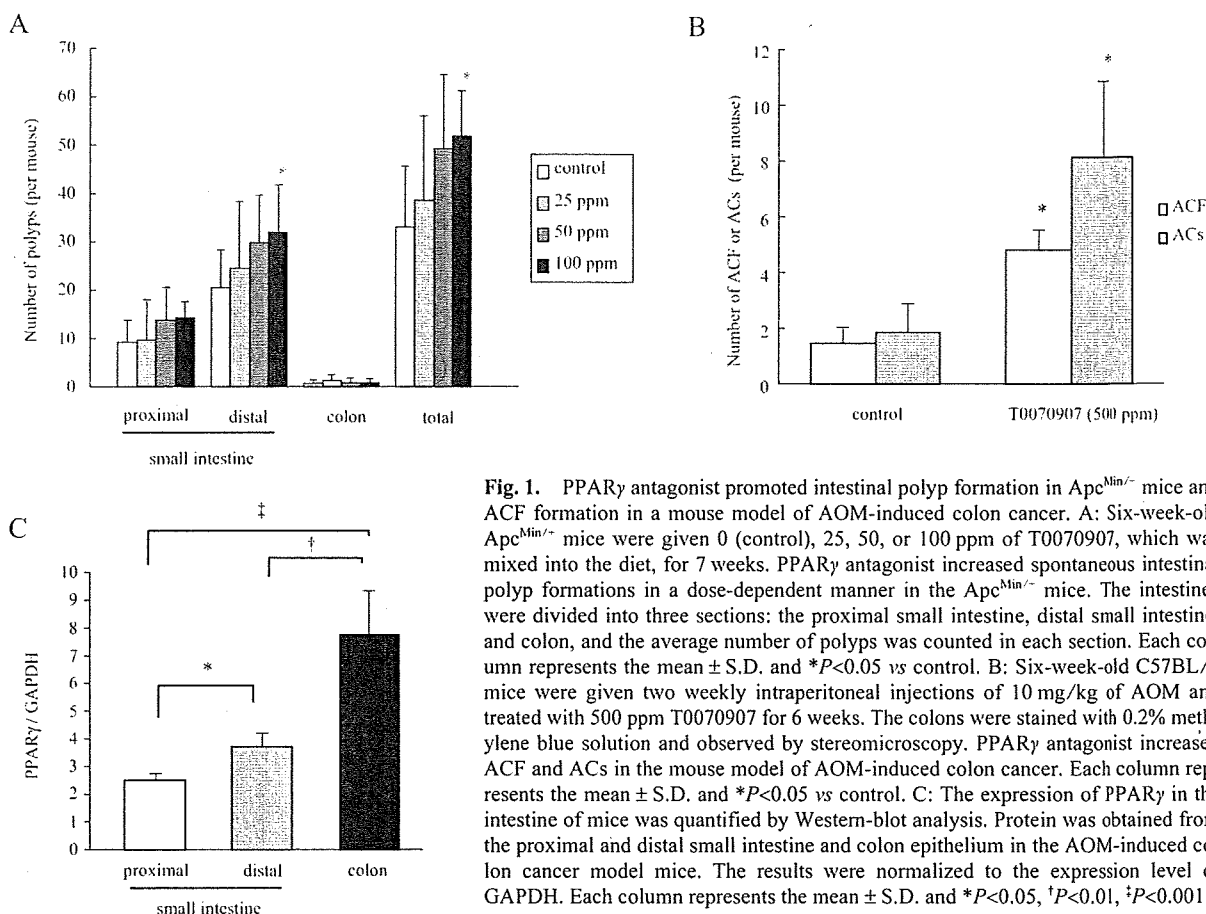 A
70
60
50
40
30
20
10
0
Number of polyps (per mouse)
*
*
proximal
distal
colon
total
small intestine
control
25 ppm
50 ppm
100 ppm
B
12
10
8
6
4
2
0
Number of ACF or ACs (per mouse)
*
*
control
T0070907 (500 ppm)
ACF
ACs
C
10
9
8
7
6
5
4
3
2
1
0
PPARγ / GAPDH
‡
†
*
proximal
distal
colon
small intestine
Fig. 1. PPARγ antagonist promoted intestinal polyp formation in Apc^Min/- mice an
ACF formation in a mouse model of AOM-induced colon cancer. A: Six-week-ol
Apc^Min/+ mice were given 0 (control), 25, 50, or 100 ppm of T0070907, which wa
mixed into the diet, for 7 weeks. PPARγ antagonist increased spontaneous intestina
polyp formations in a dose-dependent manner in the Apc^Min/- mice. The intestine
were divided into three sections: the proximal small intestine, distal small intestin
and colon, and the average number of polyps was counted in each section. Each co
umn represents the mean ± S.D. and *P<0.05 vs control. B: Six-week-old C57BL/
mice were given two weekly intraperitoneal injections of 10 mg/kg of AOM an
treated with 500 ppm T0070907 for 6 weeks. The colons were stained with 0.2% meth
ylene blue solution and observed by stereomicroscopy. PPARγ antagonist increase
ACF and ACs in the mouse model of AOM-induced colon cancer. Each column rep
resents the mean ± S.D. and *P<0.05 vs control. C: The expression of PPARγ in th
intestine of mice was quantified by Western-blot analysis. Protein was obtained from
the proximal and distal small intestine and colon epithelium in the AOM-induced co
lon cancer model mice. The results were normalized to the expression level o
GAPDH. Each column represents the mean ± S.D. and *P<0.05, †P<0.01, ‡P<0.001